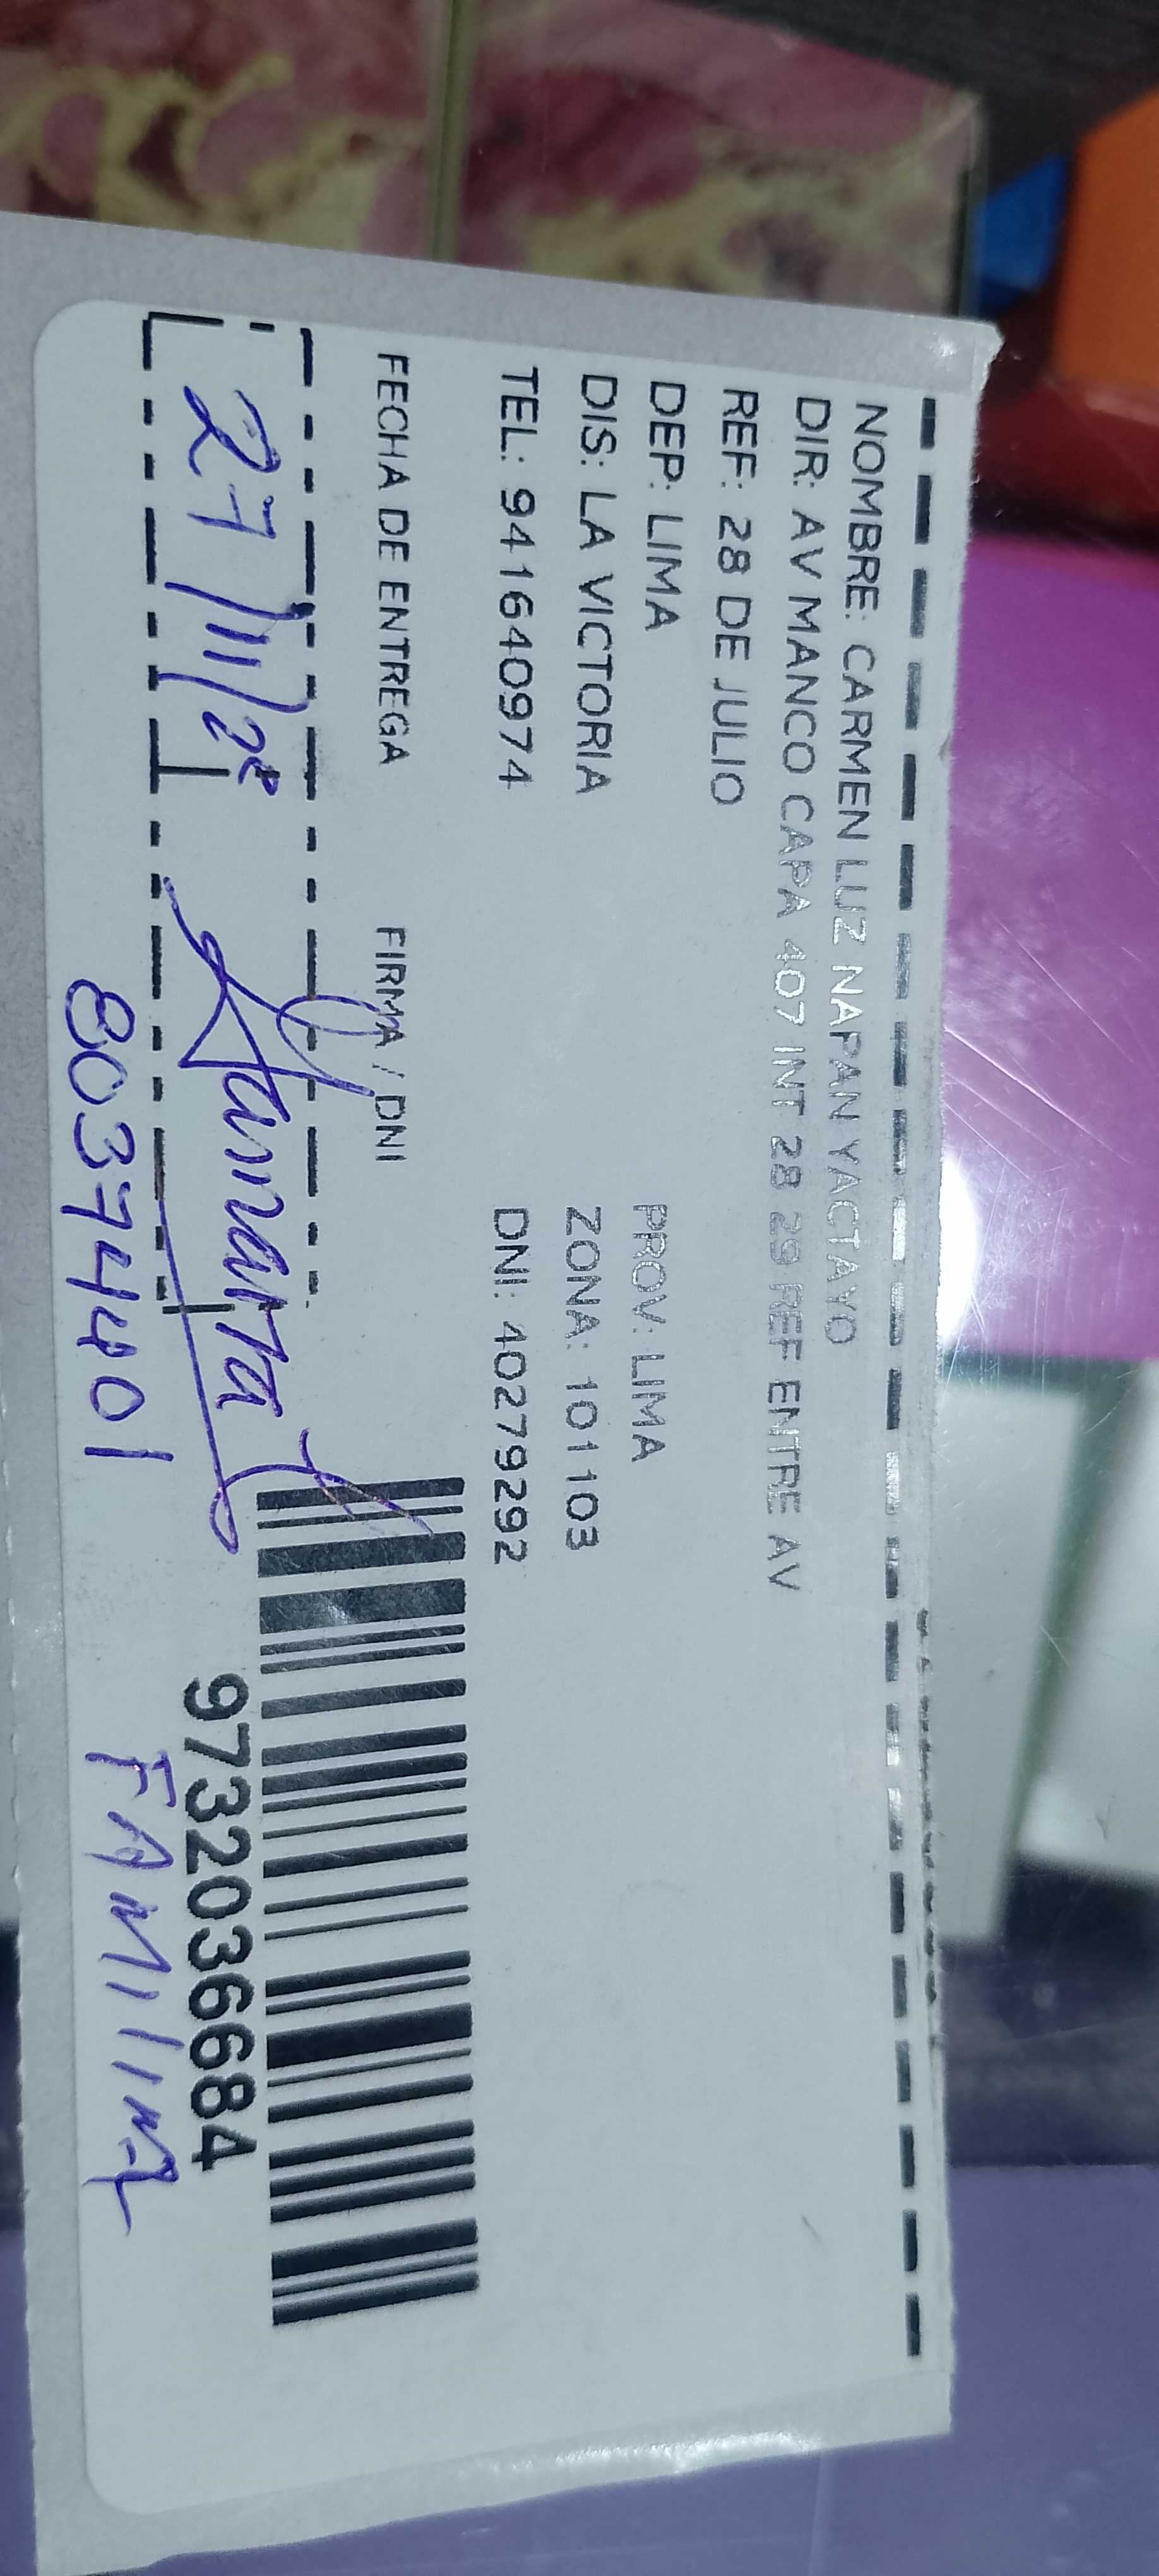 NOMBRE: CARMEN LUZ NAPAN YACTAYO
DIR: AV MANCO CAPA 407 INT 28 29 REF ENTRE AV
REF: 28 DE JULIO
DEP: LIMA PROV: LIMA
DIS: LA VICTORIA ZONA: 101103
TEL: 941640974 DNI: 40279292
FECHA DE ENTREGA FIRMA / DNI
27/11/28
80374401
9732036684